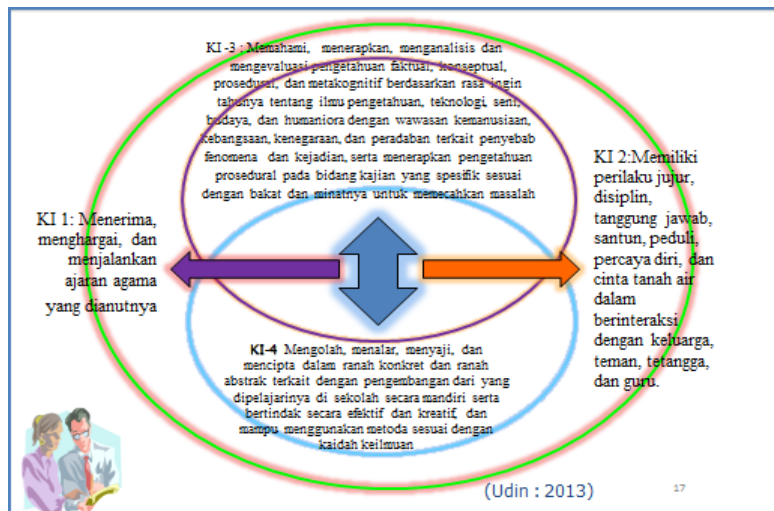 KI -3 : Memahami, menerapkan, menganalisis dan
mengevaluasi pengetahuan faktual, konseptual,
prosedural, dan metakognitif berdasarkan rasa ingin
tahunya tentang ilmu pengetahuan, teknologi, seni,
budaya, dan humaniora dengan wawasan kemanusiaan,
kebangsaan, kenegaraan, dan peradaban terkait penyebab
fenomena dan kejadian, serta menerapkan pengetahuan
prosedural pada bidang kajian yang spesifik sesuai
dengan bakat dan minatnya untuk memecahkan masalah
KI 1: Menerima,
menghargai, dan
menjalankan
ajaran agama
yang dianutnya
KI 2:Memiliki
perilaku jujur,
disiplin,
tanggung jawab,
santun, peduli,
percaya diri, dan
cinta tanah air
dalam
berinteraksi
dengan keluarga,
teman, tetangga,
dan guru.
KI-4 Mengolah, menalar, menyaji, dan
mencipta dalam ranah konkret dan ranah
abstrak terkait dengan pengembangan dari yang
dipelajarinya di sekolah secara mandiri serta
bertindak secara efektif dan kreatif, dan
mampu menggunakan metoda sesuai dengan
kaidah keilmuan
(Udin : 2013)
17